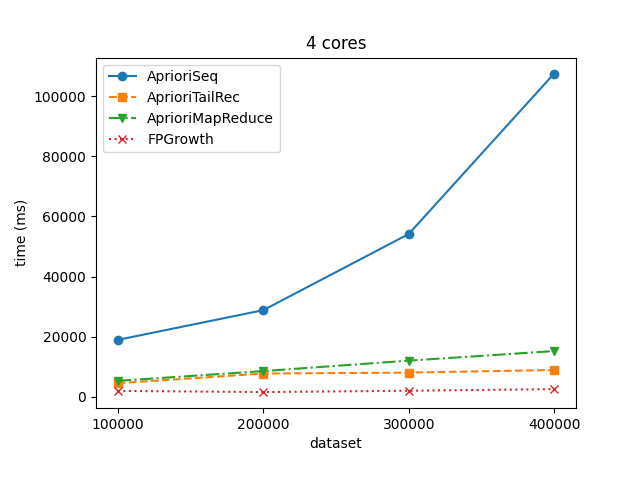 4 cores
AprioriSeq
AprioriTailRec
AprioriMapReduce
FPGrowth
time (ms)
100000
80000
60000
40000
20000
0
100000 200000 300000 400000
dataset